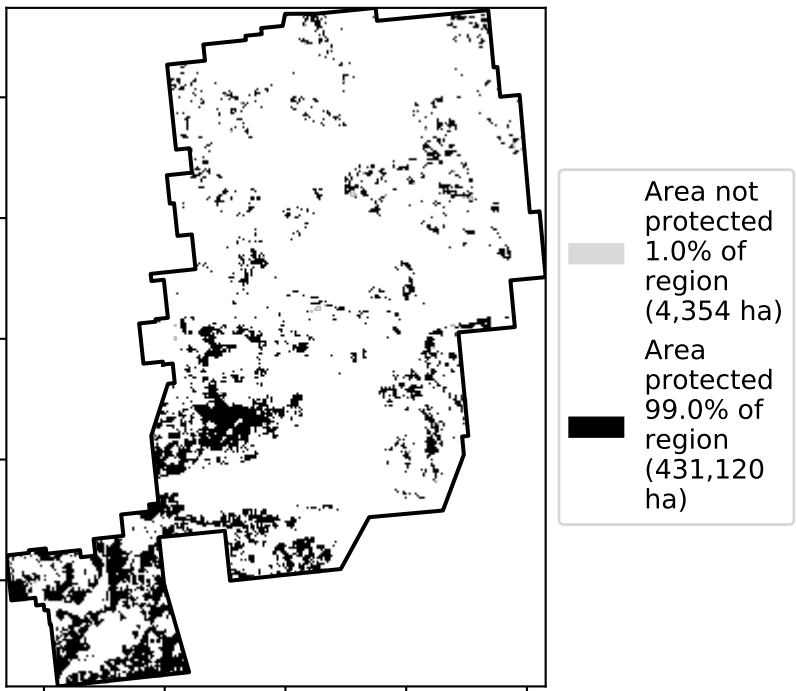 Area not
protected
1.0% of
region
(4,354 ha)
Area
protected
99.0% of
region
(431,120
ha)